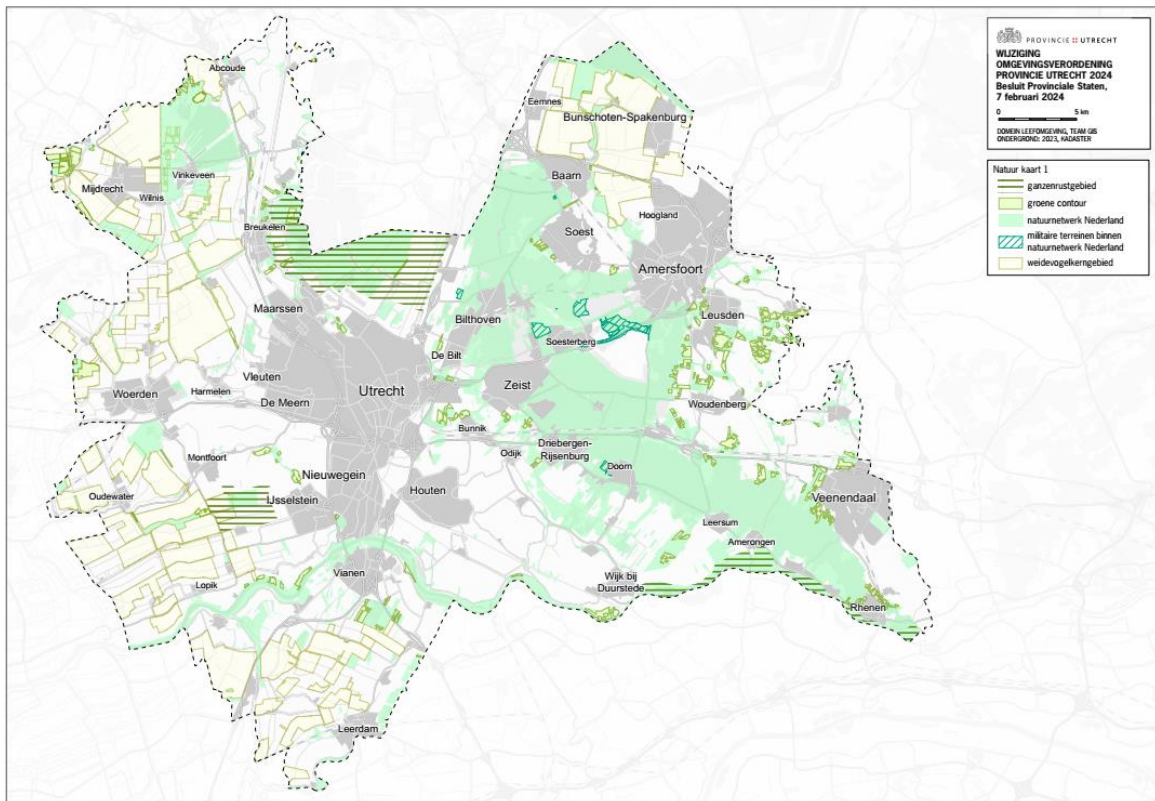 PROVINCIE UTRECHT
WIJZIGING
OMGEVINGSVERORDENING
PROVINCIE UTRECHT 2024
Besluit Provinciale Staten,
7 februari 2024
0 5 km
DOMEIN LEEFOMGEVING, TEAM GIS
ONDERGROND: 2023, KADASTER
Natuur kaart 1
ganzenrustgebied
groene contour
natuurnetwerk Nederland
militaire terreinen binnen
natuurnetwerk Nederland
weidevogelkerngebied
Abcoude
Eemnes
Bunschoten-Spakenburg
Mijdrecht
Vinkeveen
Wilnis
Baarn
Hoogland
Breukelen
Soest
Amersfoort
Maarssen
Bilthoven
Leusden
Soesterberg
De Bilt
Vleuten
Utrecht
Zeist
Woerden
Harmelen
De Meern
Woudenberg
Bunnik
Odijk
Driebergen-
Rijsenburg
Montfoort
Doorn
Nieuwegein
Houten
Oudewater
IJsselstein
Veenendaal
Leersum
Amerongen
Lopik
Vianen
Wijk bij
Duurstede
Rhenen
Leerdam